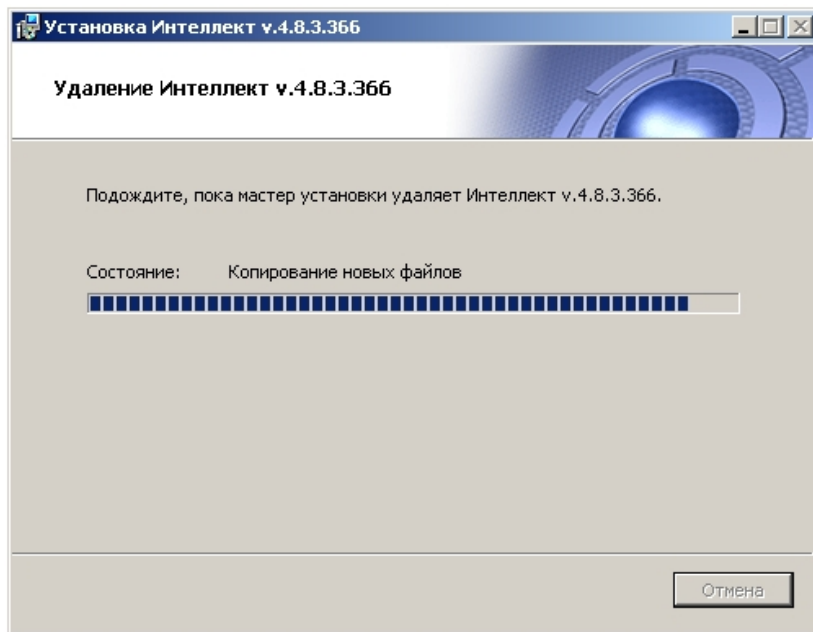 Установка Интеллект v.4.8.3.366
Удаление Интеллект v.4.8.3.366
Подождите, пока мастер установки удаляет Интеллект v.4.8.3.366.
Состояние: Копирование новых файлов
Отмена